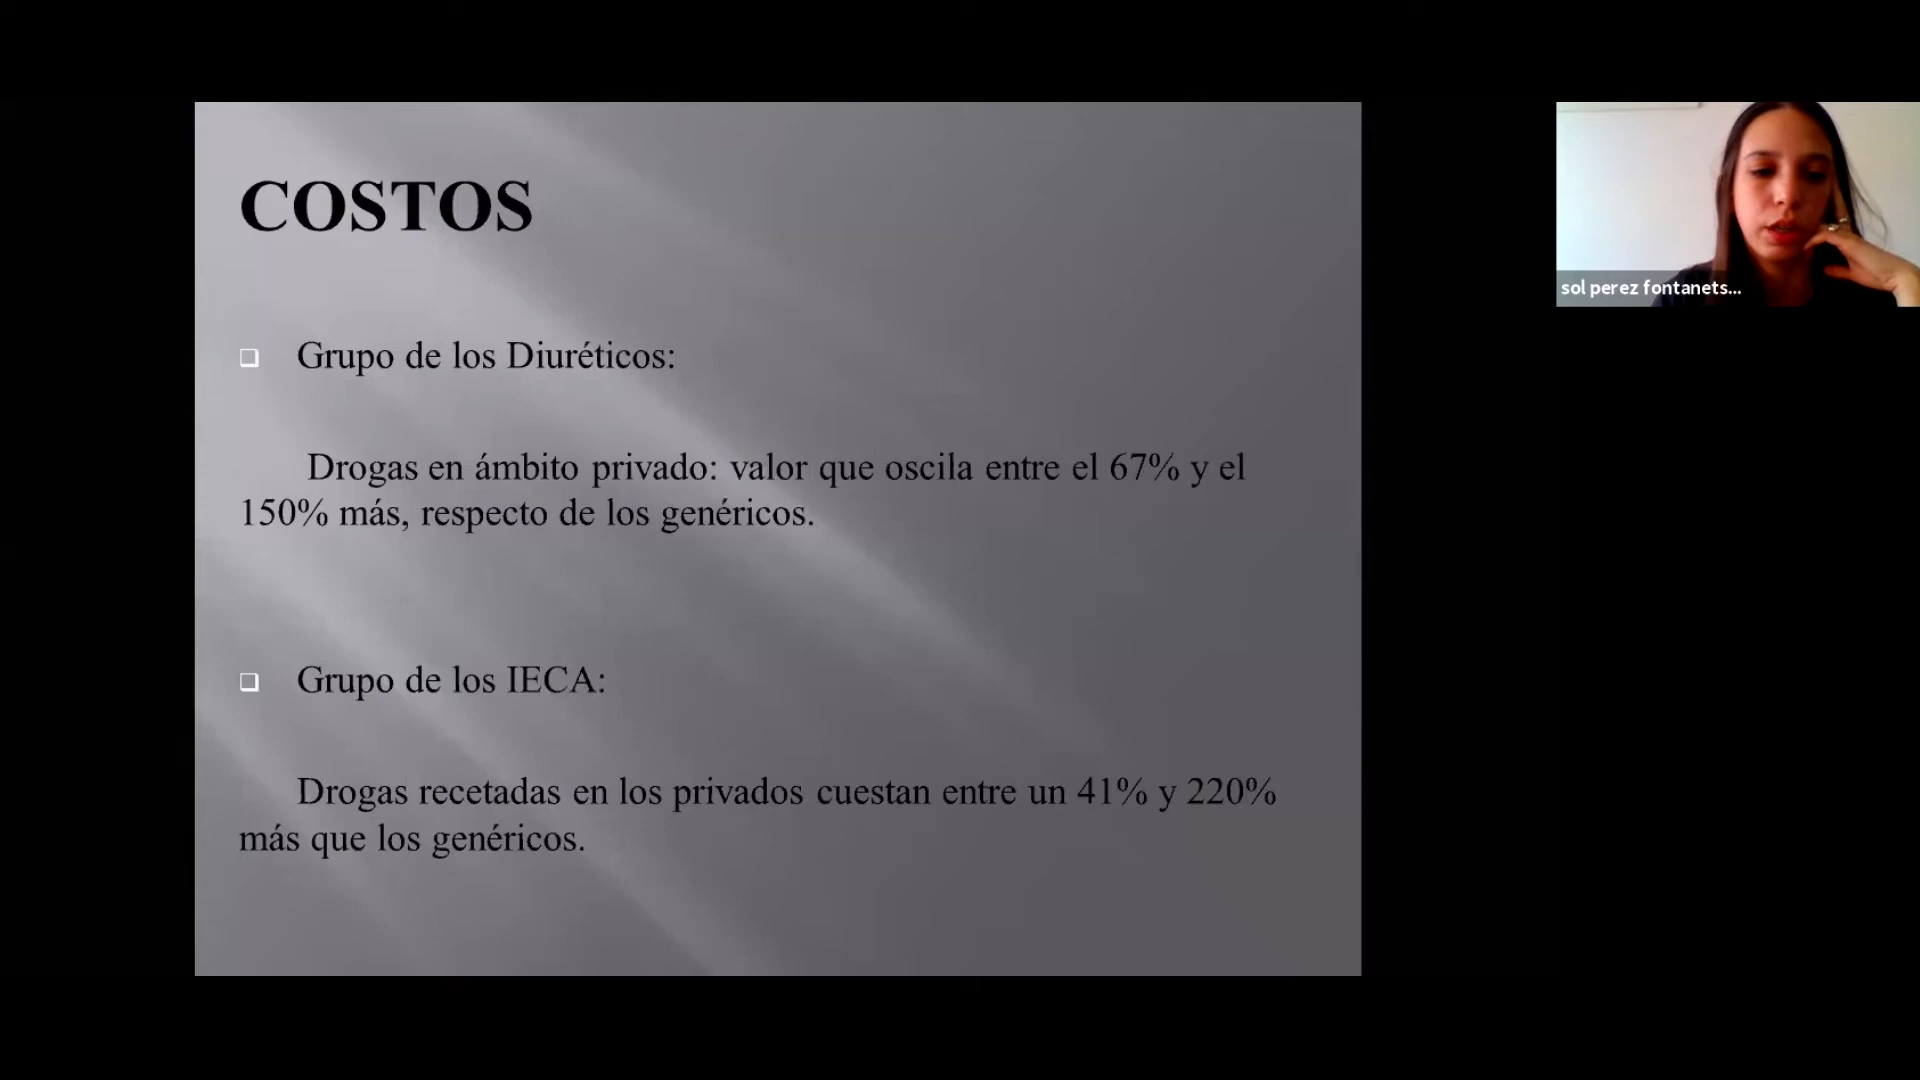 COSTOS
Grupo de los Diuréticos:
Drogas en ámbito privado: valor que oscila entre el 67% y el
150% más, respecto de los genéricos.
Grupo de los IECA:
Drogas recetadas en los privados cuestan entre un 41% y 220%
más que los genéricos.
sol perez fontanets...